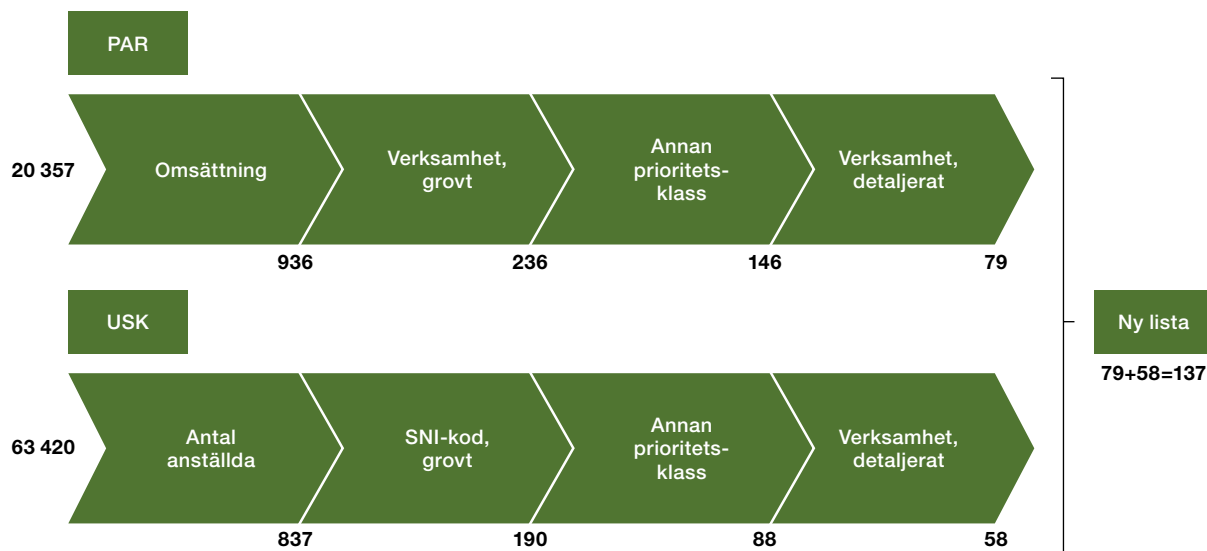 PAR
20 357
Omsättning
Verksamhet,
grovt
Annan
prioritets-
klass
Verksamhet,
detaljerat
936
236
146
79
USK
63 420
Antal
anställda
SNI-kod,
grovt
Annan
prioritets-
klass
Verksamhet,
detaljerat
837
190
88
58
Ny lista
79+58=137